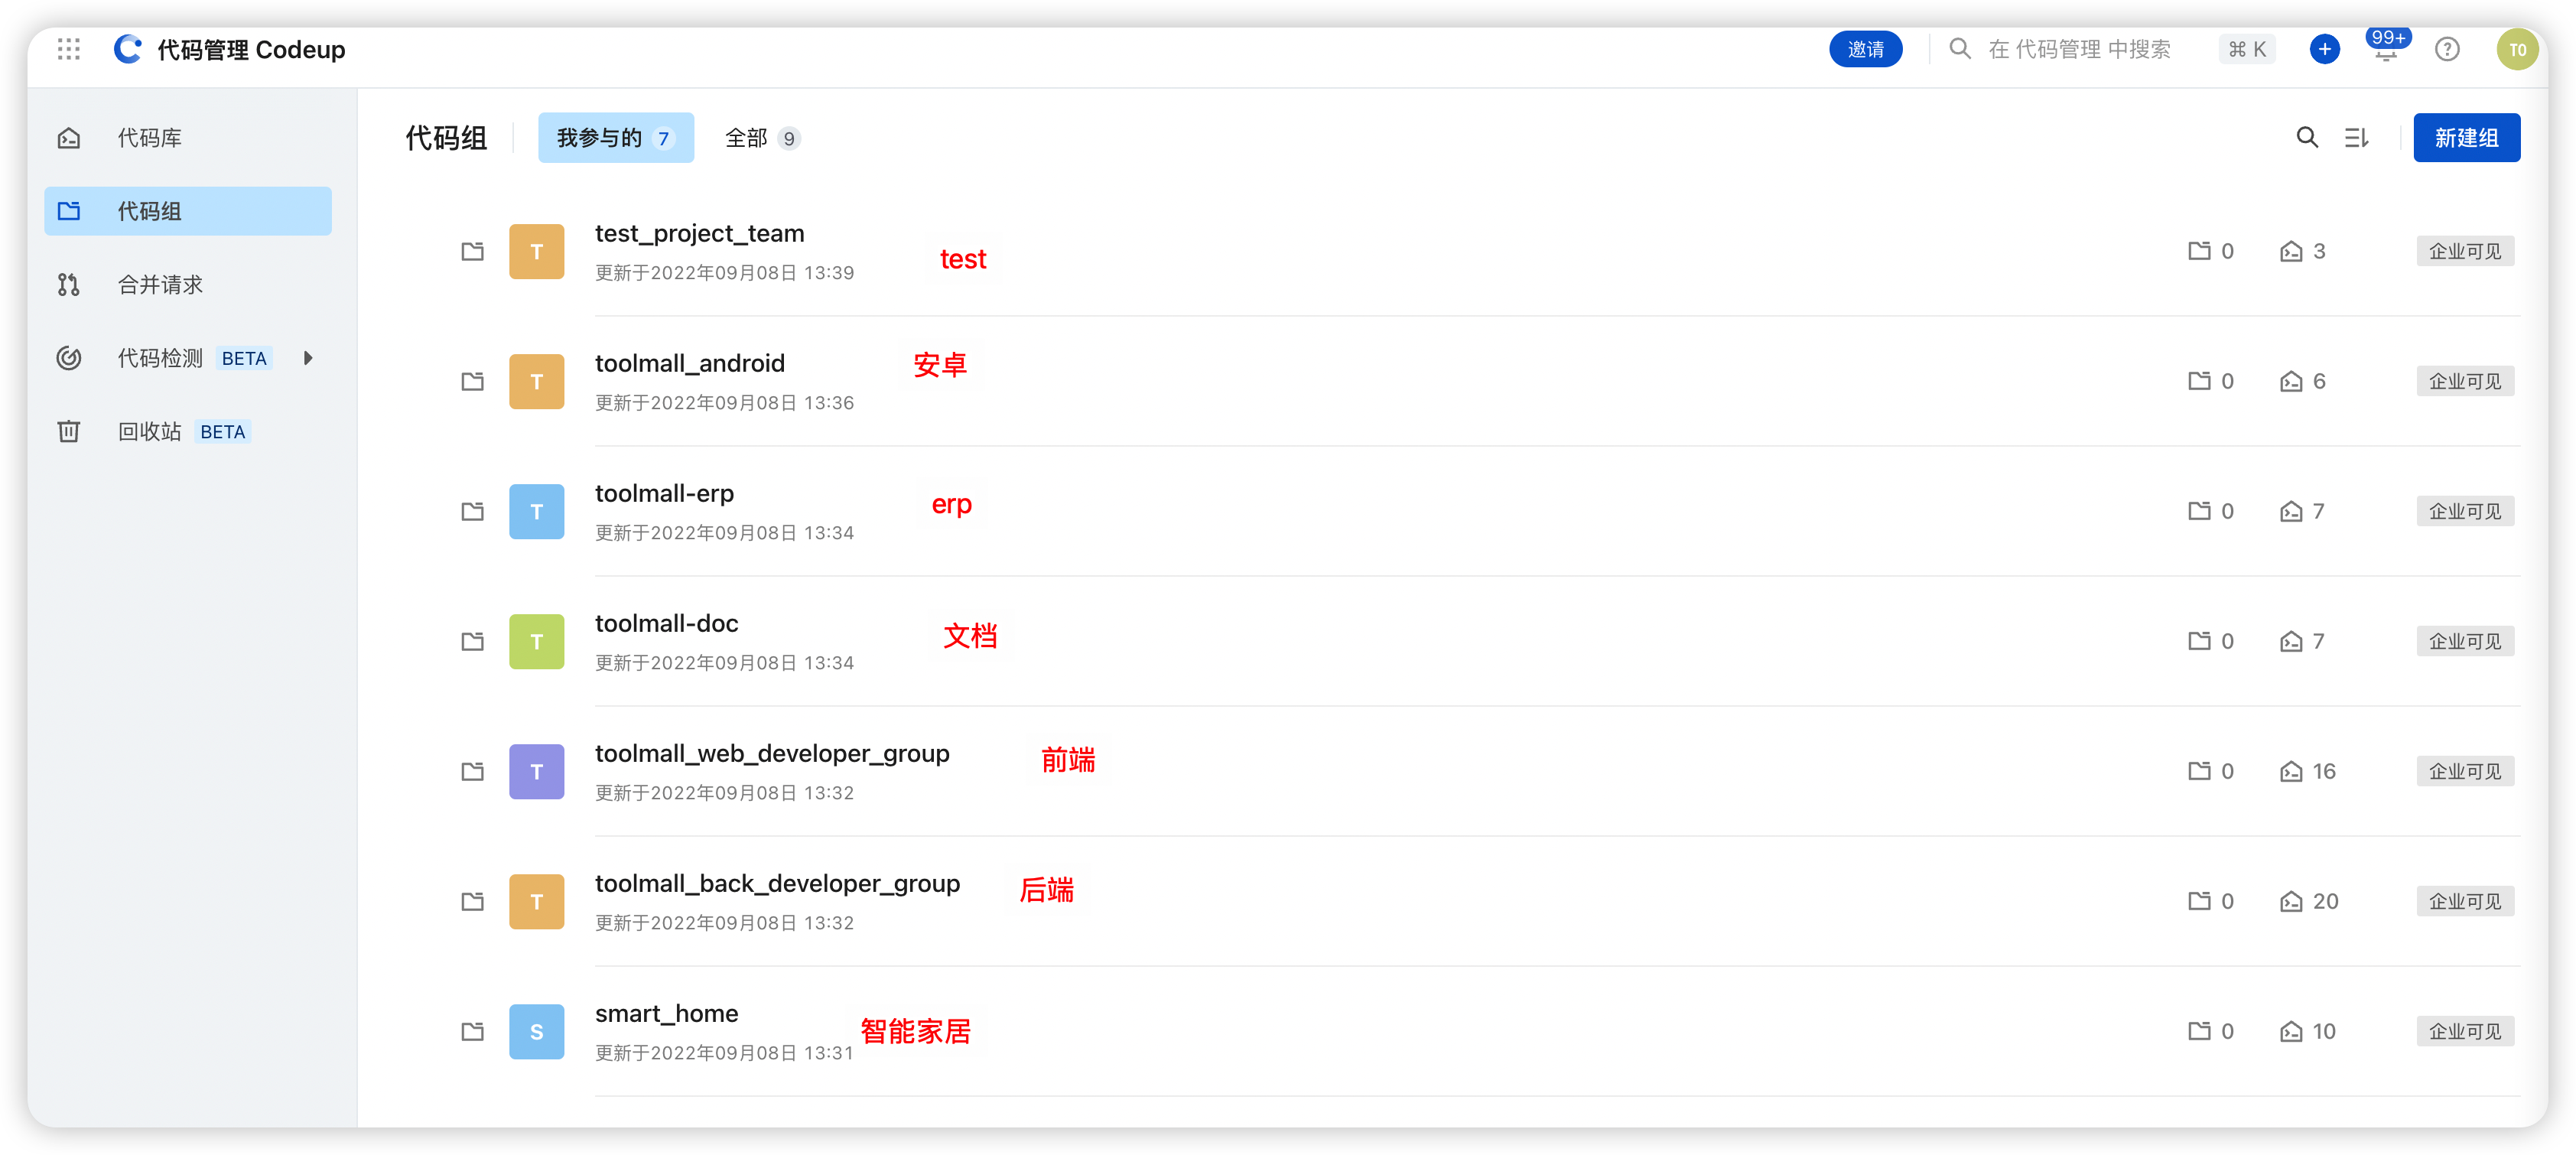 代码管理 Codeup
邀请
在 代码管理 中搜索
⌘ K
99+
TO
代码库
代码组
合并请求
代码检测 BETA
回收站 BETA
代码组
我参与的 7
全部 9
新建组
T
test_project_team
更新于2022年09月08日 13:39
test
0
3
企业可见
T
toolmall_android
更新于2022年09月08日 13:36
安卓
0
6
企业可见
T
toolmall-erp
更新于2022年09月08日 13:34
erp
0
7
企业可见
T
toolmall-doc
更新于2022年09月08日 13:34
文档
0
7
企业可见
T
toolmall_web_developer_group
更新于2022年09月08日 13:32
前端
0
16
企业可见
T
toolmall_back_developer_group
更新于2022年09月08日 13:32
后端
0
20
企业可见
S
smart_home
更新于2022年09月08日 13:31
智能家居
0
10
企业可见